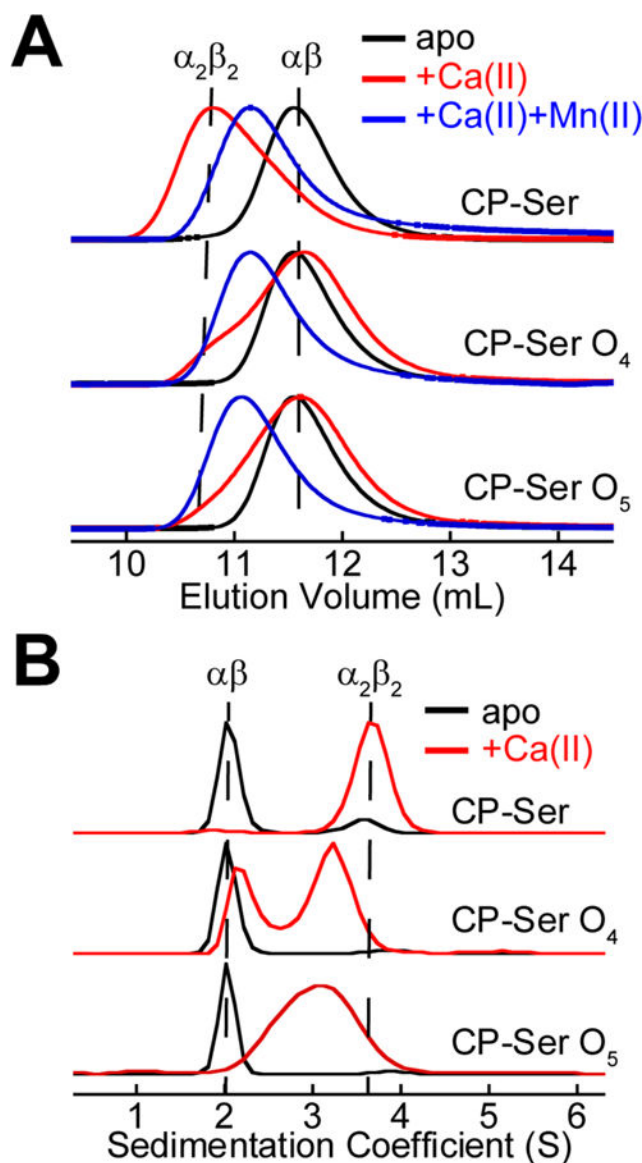 A
α₂β₂ αβ
apo
+Ca(II)
+Ca(II)+Mn(II)
CP-Ser
CP-Ser O₄
CP-Ser O₅
10 11 12 13 14
Elution Volume (mL)
B
αβ α₂β₂
apo
+Ca(II)
CP-Ser
CP-Ser O₄
CP-Ser O₅
1 2 3 4 5 6
Sedimentation Coefficient (S)